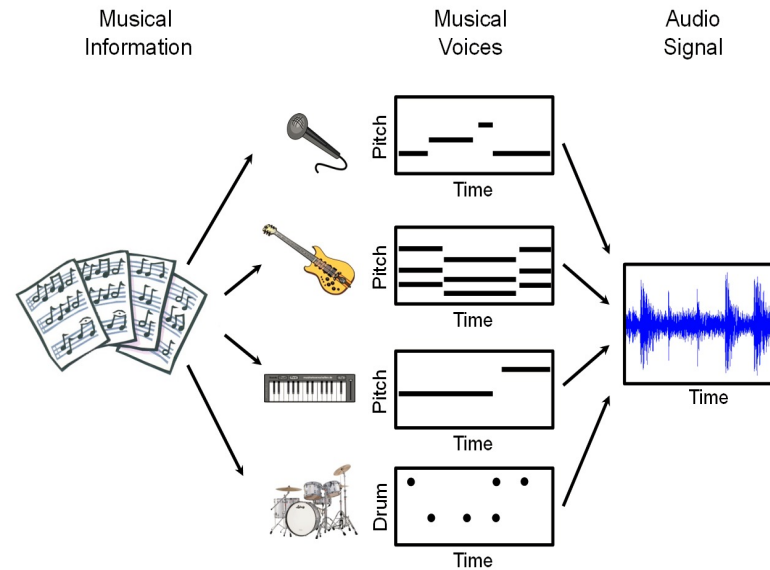 Musical
Information
Musical
Voices
Audio
Signal
Pitch
Time
Pitch
Time
Pitch
Time
Drum
Time
Time